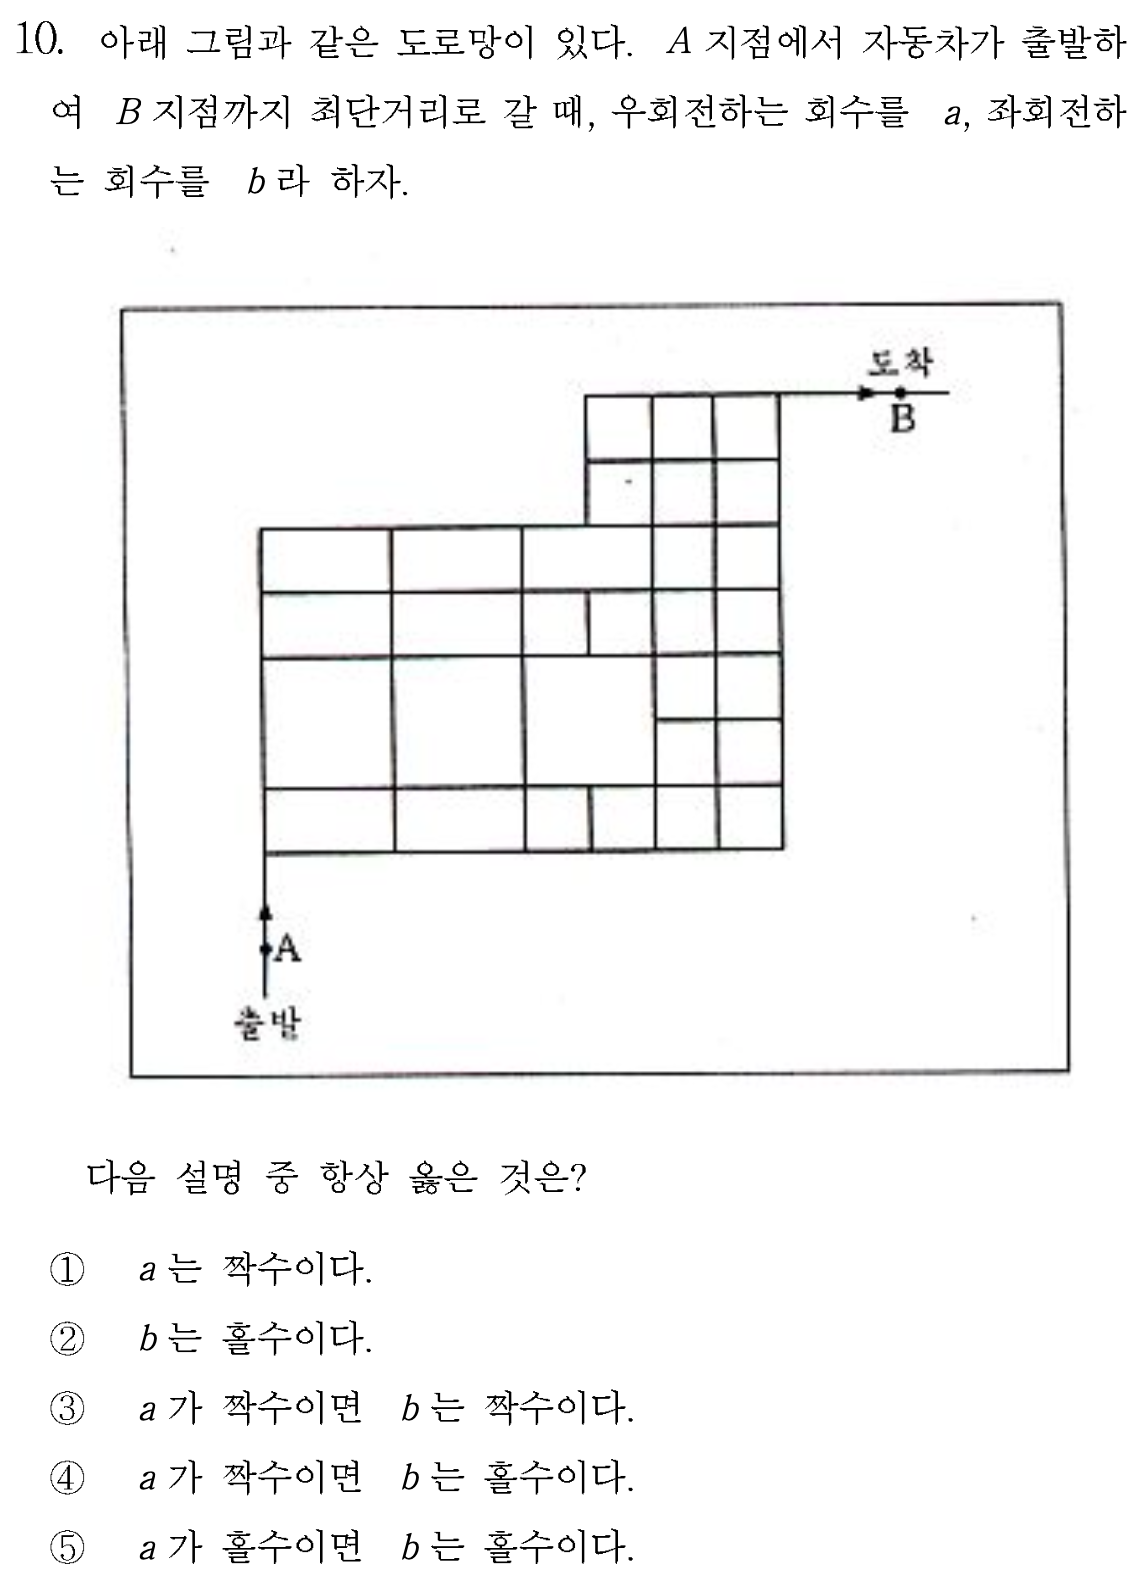 10. 아래 그림과 같은 도로망이 있다. A 지점에서 자동차가 출발하
여 B 지점까지 최단거리로 갈 때, 우회전하는 회수를 a, 좌회전하
는 회수를 b 라 하자.
도착
B
A
출발
다음 설명 중 항상 옳은 것은?
① a 는 짝수이다.
② b 는 홀수이다.
③ a 가 짝수이면 b 는 짝수이다.
④ a 가 짝수이면 b 는 홀수이다.
⑤ a 가 홀수이면 b 는 홀수이다.